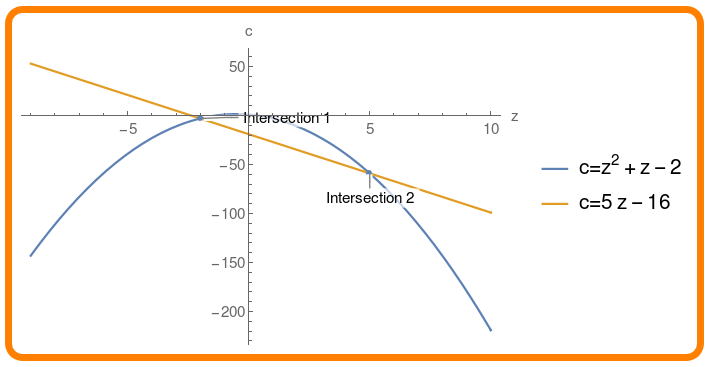 c
50
Intersection 1
z
−5
5
10
−50
c=z² + z − 2
Intersection 2
c=5 z − 16
−100
−150
−200